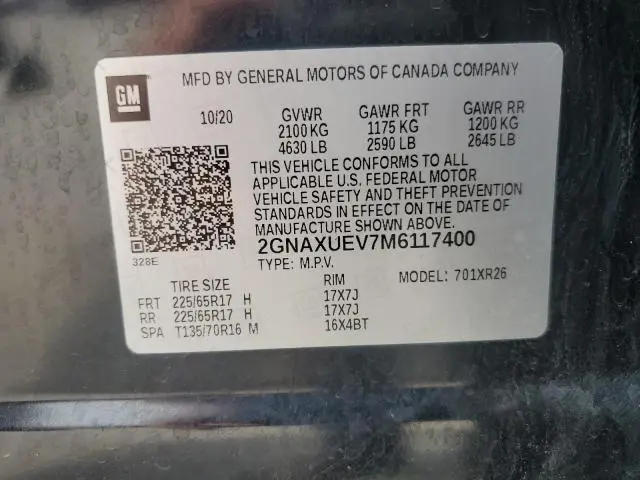 GM
MFD BY GENERAL MOTORS OF CANADA COMPANY
10/20 GVWR GAWR FRT GAWR RR
2100 KG 1175 KG 1200 KG
4630 LB 2590 LB 2645 LB
THIS VEHICLE CONFORMS TO ALL
APPLICABLE U.S. FEDERAL MOTOR
VEHICLE SAFETY AND THEFT PREVENTION
STANDARDS IN EFFECT ON THE DATE OF
MANUFACTURE SHOWN ABOVE.
2GNAXUEV7M6117400
328E TYPE: M.P.V. MODEL: 701XR26
TIRE SIZE RIM
FRT 225/65R17 H 17X7J
RR 225/65R17 H 17X7J
SPA T135/70R16 M 16X4BT